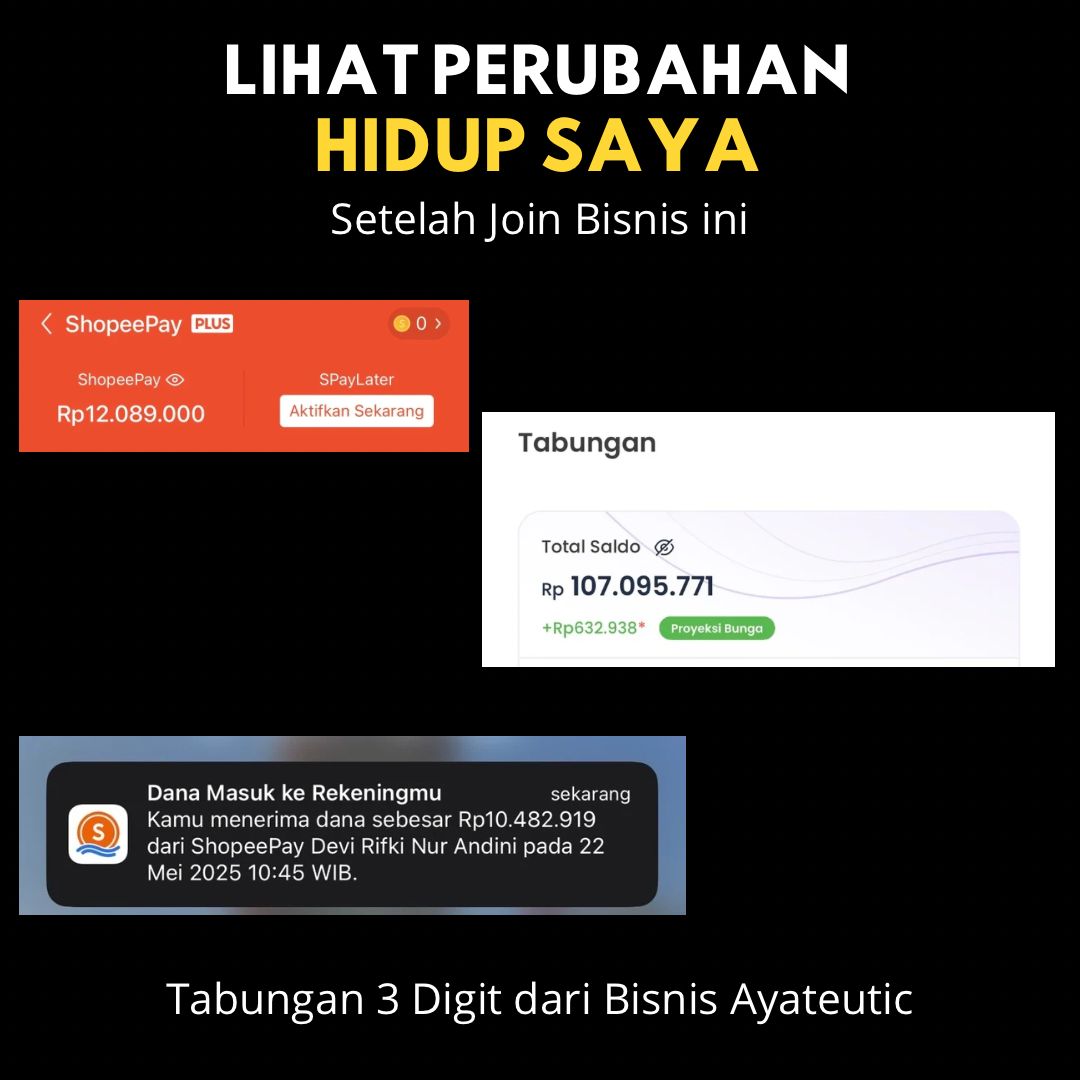 LIHAT PERUBAHAN
HIDUP SAYA
Setelah Join Bisnis ini
ShopeePay PLUS
S 0
ShopeePay
SPayLater
Rp12.089.000
Aktifkan Sekarang
Tabungan
Total Saldo
Rp 107.095.771
+Rp632.938* Proyeksi Bunga
S
Dana Masuk ke Rekeningmu sekarang
Kamu menerima dana sebesar Rp10.482.919
dari ShopeePay Devi Rifki Nur Andini pada 22
Mei 2025 10:45 WIB.
Tabungan 3 Digit dari Bisnis Ayateutic